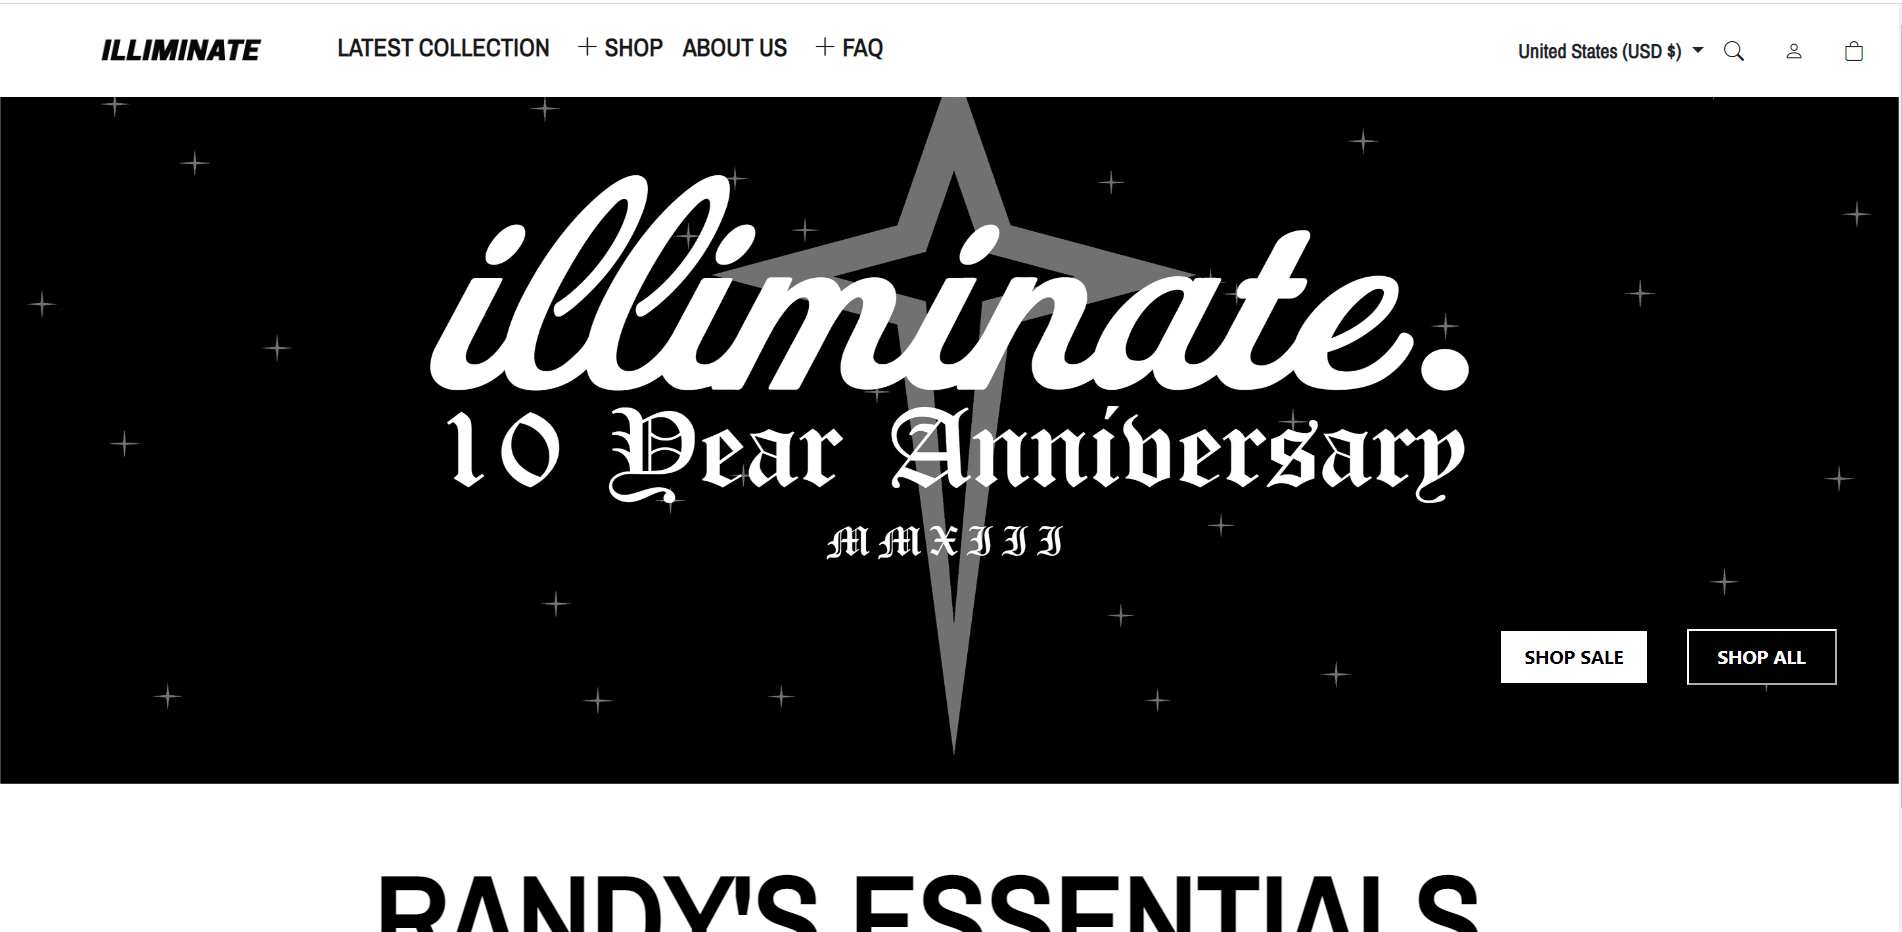 ILLIMINATE
LATEST COLLECTION SHOP ABOUT US FAQ
United States (USD $)
illiminate.
10 Year Anniversary
MMXIII
SHOP SALE SHOP ALL
RANDY'S ESSENTIALS